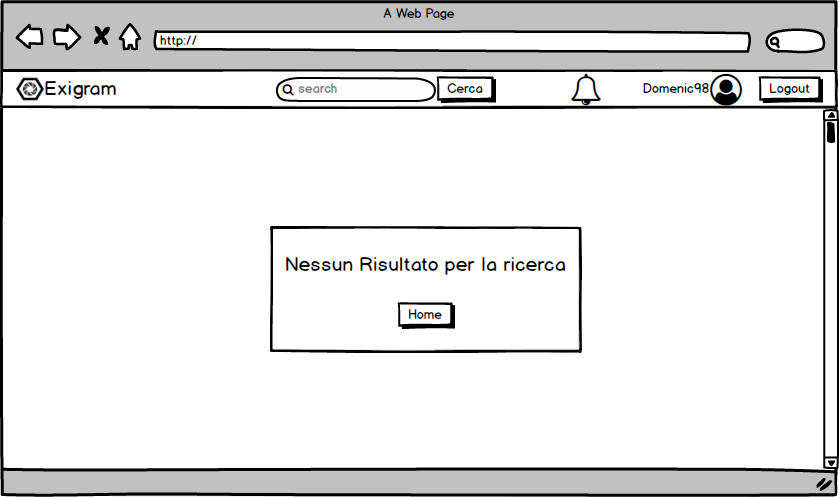 A Web Page
http://
Exigram
search
Cerca
Domenic98
Logout
Nessun Risultato per la ricerca
Home